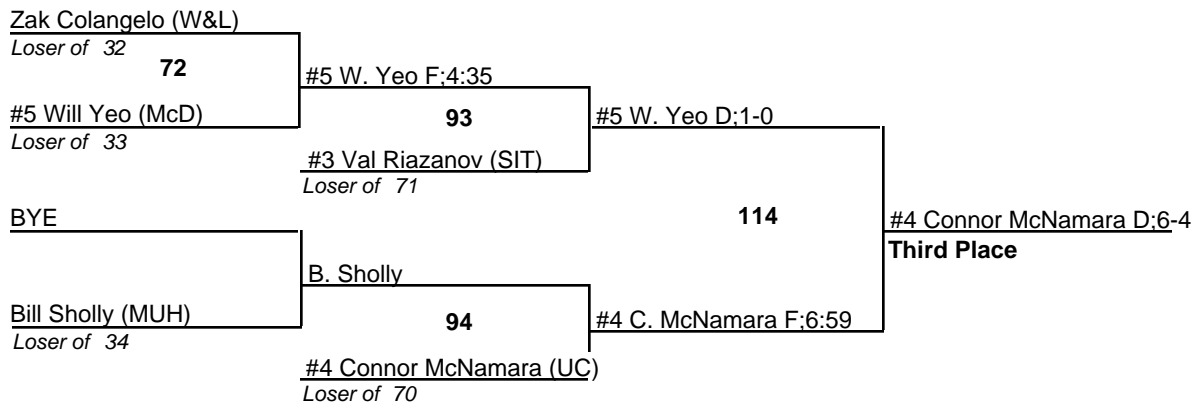 Zak Colangelo (W&L)
Loser of 32
72
#5 W. Yeo F;4:35
#5 Will Yeo (McD)
Loser of 33
93
#5 W. Yeo D;1-0
#3 Val Riazanov (SIT)
Loser of 71
BYE
114
#4 Connor McNamara D;6-4
Third Place
B. Sholly
Bill Sholly (MUH)
Loser of 34
94
#4 C. McNamara F;6:59
#4 Connor McNamara (UC)
Loser of 70